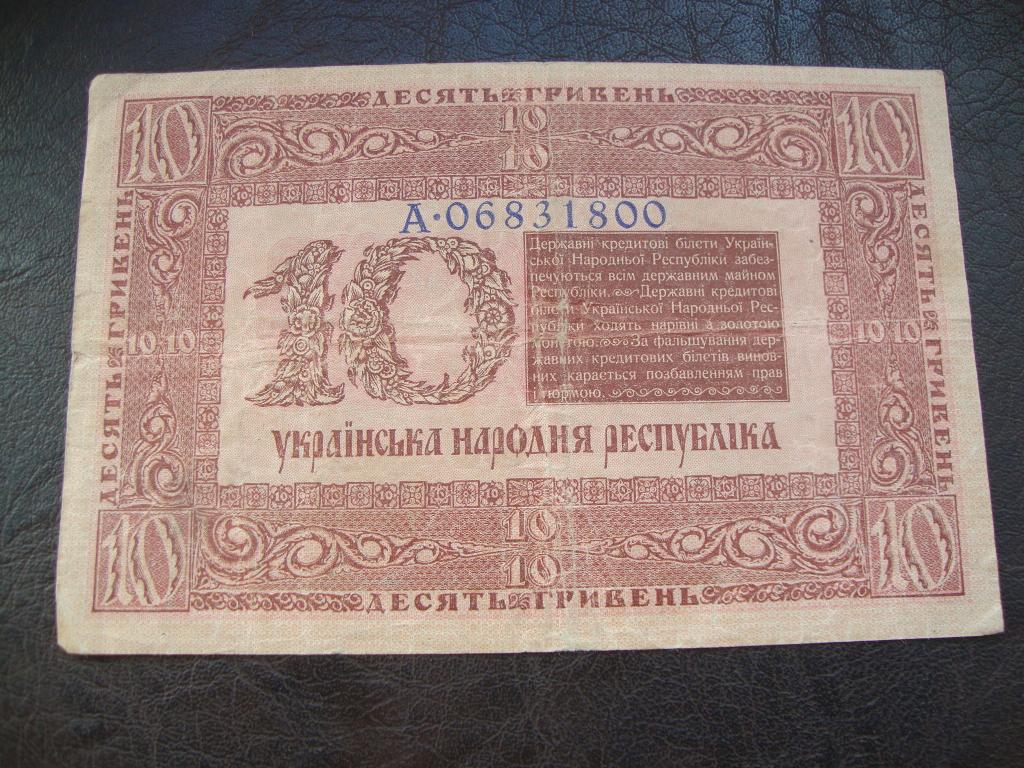 ДЕСЯТЬ ГРИВЕНЬ
10 10 10
10
ДЕСЯТЬ ГРИВЕНЬ
ДЕСЯТЬ ГРИВЕНЬ
А·06831800
10
Державні кредитові білети Україн-
ської Народньої Республіки забез-
печуються всім державним майном
Республіки. Державні кредитові
білети Української Народньої Рес-
публіки ходять нарівні з золотою
монетою. За фальшування дер-
жавних кредитових білетів винов-
них карається позбавленням прав
і тюрмою.
10 10
10 10
УКРАЇНСЬКА НАРОДНЯ РЕСПУБЛІКА
10 10 10
10
ДЕСЯТЬ ГРИВЕНЬ